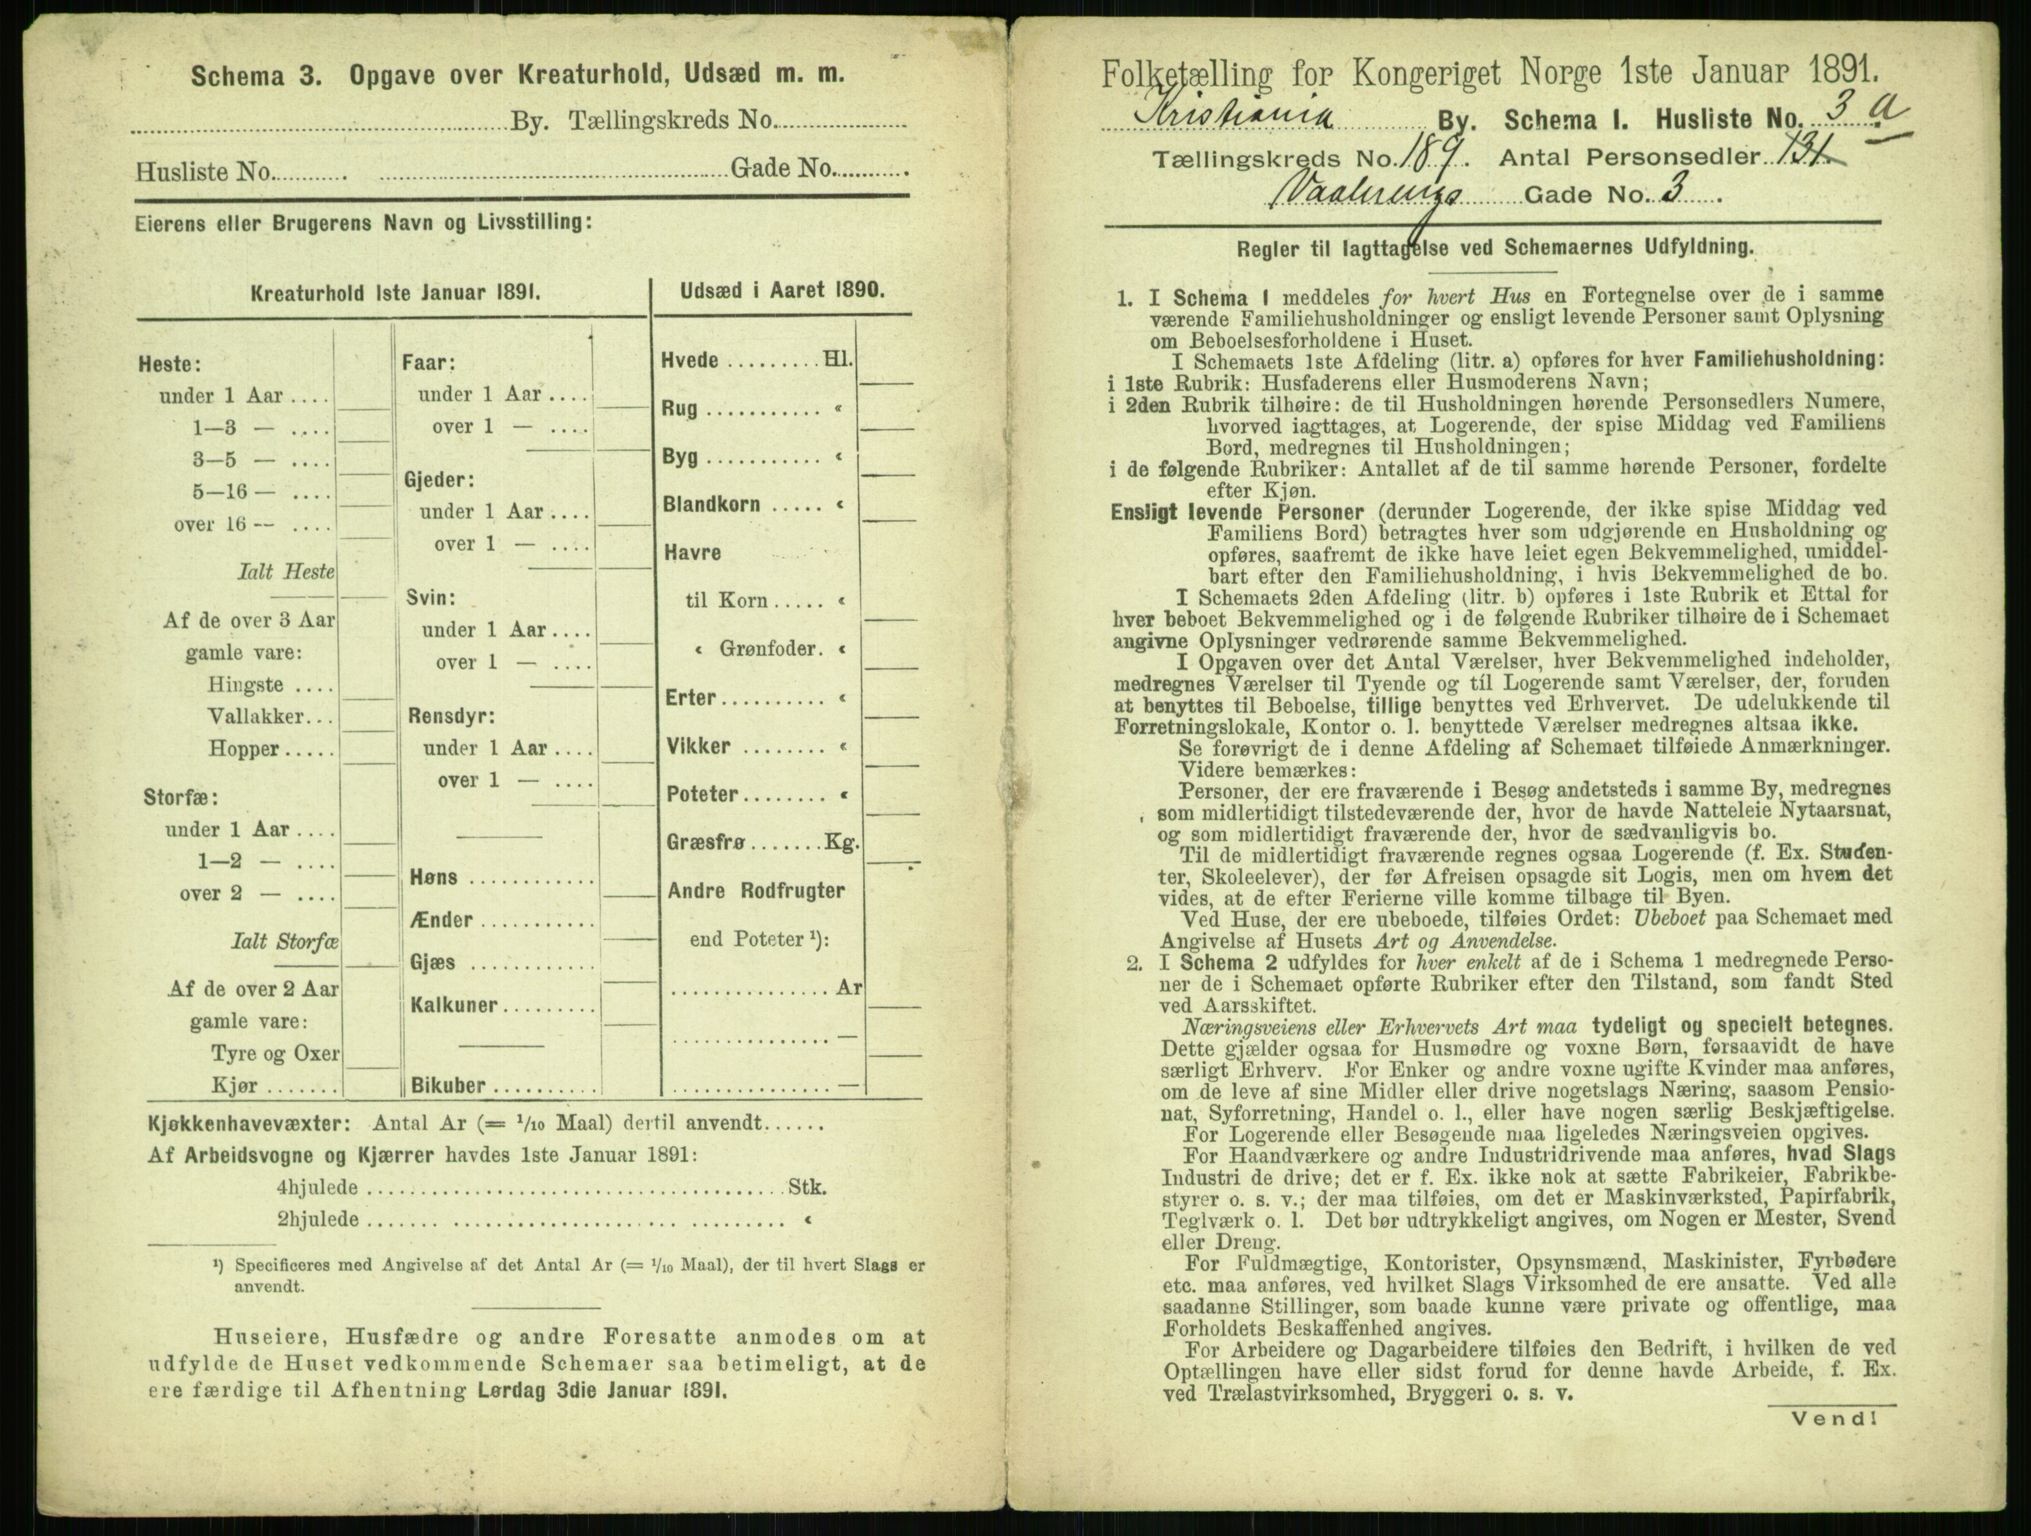 Schema 3. Opgave over Kreaturhold, Udsæd m. m.
By. Tællingskreds No.
Husliste No. Gade No.
Eierens eller Brugerens Navn og Livsstilling:
Kreaturhold 1ste Januar 1891.
Heste:
under 1 Aar ....
1—3 — ....
3—5 — ....
5—16 — ....
over 16 — ....
Ialt Heste
Af de over 3 Aar
gamle vare:
Hingste ....
Vallakker...
Hopper .....
Storfæ:
under 1 Aar ....
1—2 — ....
over 2 — ....
Ialt Storfæ
Af de over 2 Aar
gamle vare:
Tyre og Oxer
Kjør .......
Faar:
under 1 Aar ....
over 1 — ....
Gjeder:
under 1 Aar ....
over 1 — ....
Svin:
under 1 Aar ....
over 1 — ....
Rensdyr:
under 1 Aar ....
over 1 — ....
Høns ............
Ænder ...........
Gjæs ............
Kalkuner.........
Bikuber ..........
Udsæd i Aaret 1890.
Hvede ......... Hl.
Rug ........... «
Byg ........... «
Blandkorn ..... «
Havre
til Korn ..... «
« Grønfoder. «
Erter .......... «
Vikker ........ «
Poteter........ «
Græsfrø ....... Kg.
Andre Rodfrugter
end Poteter ¹):
............... Ar
............... —
............... —
Kjøkkenhavevæxter: Antal Ar (= 1/10 Maal) dertil anvendt......
Af Arbeidsvogne og Kjærrer havdes 1ste Januar 1891:
4hjulede ........................................ Stk.
2hjulede ........................................ «
¹) Specificeres med Angivelse af det Antal Ar (= 1/10 Maal), der til hvert Slags er
anvendt.
Huseiere, Husfædre og andre Foresatte anmodes om at
udfylde de Huset vedkommende Schemaer saa betimeligt, at de
ere færdige til Afhentning Lørdag 3die Januar 1891.
Folketælling for Kongeriget Norge 1ste Januar 1891.
Kristiania By. Schema I. Husliste No. 3 a
Tællingskreds No. 189. Antal Personsedler 131.
Vaalerengs Gade No. 3.
Regler til Iagttagelse ved Schemaernes Udfyldning.
1. I Schema 1 meddeles for hvert Hus en Fortegnelse over de i samme
værende Familiehusholdninger og ensligt levende Personer samt Oplysning
om Beboelsesforholdene i Huset.
I Schemaets 1ste Afdeling (litr. a) opføres for hver Familiehusholdning:
i 1ste Rubrik: Husfaderens eller Husmoderens Navn;
i 2den Rubrik tilhøire: de til Husholdningen hørende Personsedlers Numere,
hvorved iagttages, at Logerende, der spise Middag ved Familiens
Bord, medregnes til Husholdningen;
i de følgende Rubriker: Antallet af de til samme hørende Personer, fordelte
efter Kjøn.
Ensligt levende Personer (derunder Logerende, der ikke spise Middag ved
Familiens Bord) betragtes hver som udgjørende en Husholdning og
opføres, saafremt de ikke have leiet egen Bekvemmelighed, umiddel-
bart efter den Familiehusholdning, i hvis Bekvemmelighed de bo.
I Schemaets 2den Afdeling (litr. b) opføres i 1ste Rubrik et Ettal for
hver beboet Bekvemmelighed og i de følgende Rubriker tilhøire de i Schemaet
angivne Oplysninger vedrørende samme Bekvemmelighed.
I Opgaven over det Antal Værelser, hver Bekvemmelighed indeholder,
medregnes Værelser til Tyende og til Logerende samt Værelser, der, foruden
at benyttes til Beboelse, tillige benyttes ved Erhvervet. De udelukkende til
Forretningslokale, Kontor o. l. benyttede Værelser medregnes altsaa ikke.
Se forøvrigt de i denne Afdeling af Schemaet tilføiede Anmærkninger.
Videre bemærkes:
Personer, der ere fraværende i Besøg andetsteds i samme By, medregnes
som midlertidigt tilstedeværende der, hvor de havde Natteleie Nytaarsnat,
og som midlertidigt fraværende der, hvor de sædvanligvis bo.
Til de midlertidigt fraværende regnes ogsaa Logerende (f. Ex. Studen-
ter, Skoleelever), der før Afreisen opsagde sit Logis, men om hvem det
vides, at de efter Ferierne ville komme tilbage til Byen.
Ved Huse, der ere ubeboede, tilføies Ordet: Ubeboet paa Schemaet med
Angivelse af Husets Art og Anvendelse.
2. I Schema 2 udfyldes for hver enkelt af de i Schema 1 medregnede Perso-
ner de i Schemaet opførte Rubriker efter den Tilstand, som fandt Sted
ved Aarsskiftet.
Næringsveiens eller Erhvervets Art maa tydeligt og specielt betegnes.
Dette gjælder ogsaa for Husmødre og voxne Børn, forsaavidt de have
særligt Erhverv. For Enker og andre voxne ugifte Kvinder maa anføres,
om de leve af sine Midler eller drive nogetslags Næring, saasom Pensio-
nat, Syforretning, Handel o. l., eller have nogen særlig Beskjæftigelse.
For Logerende eller Besøgende maa ligeledes Næringsveien opgives.
For Haandværkere og andre Industridrivende maa anføres, hvad Slags
Industri de drive; det er f. Ex. ikke nok at sætte Fabrikeier, Fabrikbe-
styrer o. s. v.; der maa tilføies, om det er Maskinværksted, Papirfabrik,
Teglværk o. l. Det bør udtrykkeligt angives, om Nogen er Mester, Svend
eller Dreng.
For Fuldmægtige, Kontorister, Opsynsmænd, Maskinister, Fyrbødere
etc. maa anføres, ved hvilket Slags Virksomhed de ere ansatte. Ved alle
saadanne Stillinger, som baade kunne være private og offentlige, maa
Forholdets Beskaffenhed angives.
For Arbeidere og Dagarbeidere tilføies den Bedrift, i hvilken de ved
Optællingen have eller sidst forud for denne havde Arbeide, f. Ex.
ved Trælastvirksomhed, Bryggeri o. s. v.
Vend!